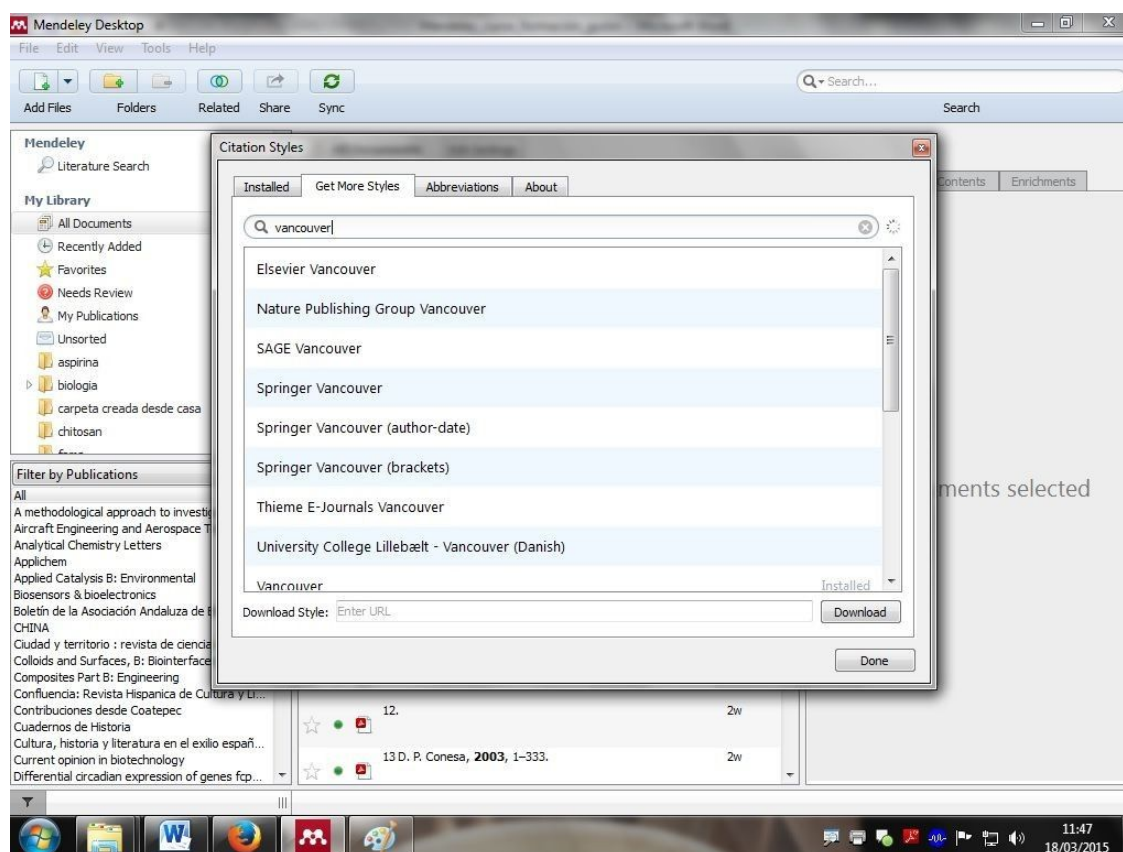 Mendeley Desktop
File Edit View Tools Help
Search...
Add Files Folders Related Share Sync Search
Mendeley
Literature Search
My Library
All Documents
Recently Added
Favorites
Needs Review
My Publications
Unsorted
aspirina
biologia
carpeta creada desde casa
chitosan
Filter by Publications
All
A methodological approach to investig
Aircraft Engineering and Aerospace T
Analytical Chemistry Letters
Applichem
Applied Catalysis B: Environmental
Biosensors & bioelectronics
Boletín de la Asociación Andaluza de B
CHINA
Ciudad y territorio : revista de ciencia
Colloids and Surfaces, B: Biointerface
Composites Part B: Engineering
Confluencia: Revista Hispanica de Cultura y Li...
Contribuciones desde Coatepec
Cuadernos de Historia
Cultura, historia y literatura en el exilio españ...
Current opinion in biotechnology
Differential circadian expression of genes fcp...
Citation Styles
Installed Get More Styles Abbreviations About
vancouver
Elsevier Vancouver
Nature Publishing Group Vancouver
SAGE Vancouver
Springer Vancouver
Springer Vancouver (author-date)
Springer Vancouver (brackets)
Thieme E-Journals Vancouver
University College Lillebælt - Vancouver (Danish)
Vancouver Installed
Download Style: Enter URL Download
Done
Contents Enrichments
ments selected
12. 2w
13 D. P. Conesa, 2003, 1–333. 2w
11:47
18/03/2015